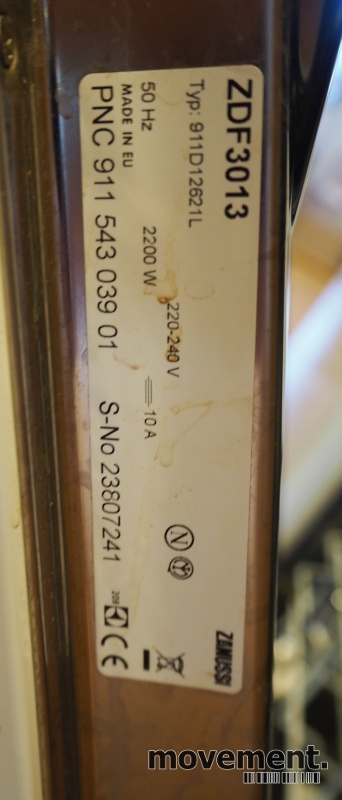 ZDF3013
Typ: 911D12621L
220-240 V
10 A
50 Hz
2200 W
MADE IN EU
PNC 911 543 039 01
S-No 23807241
N
209
CE
ZANUSSI
movement.